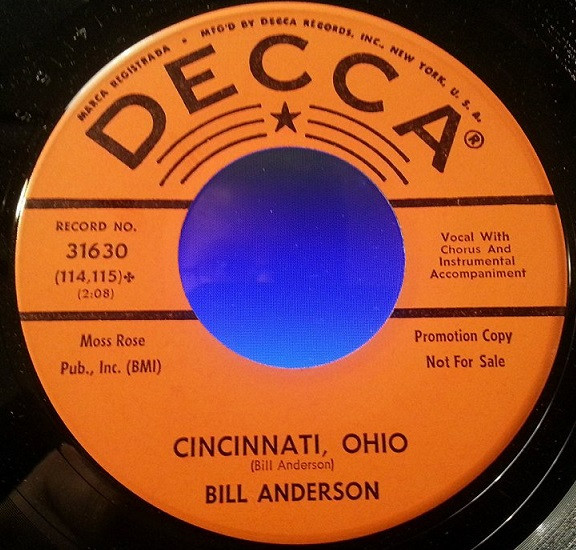 MARCA REGISTRADA • MFG'D BY DECCA RECORDS, INC., NEW YORK, U. S. A.
DECCA®
RECORD NO.
31630
(114,115)✤
(2:08)
Vocal With
Chorus And
Instrumental
Accompaniment
Moss Rose
Pub., Inc. (BMI)
Promotion Copy
Not For Sale
CINCINNATI, OHIO
(Bill Anderson)
BILL ANDERSON